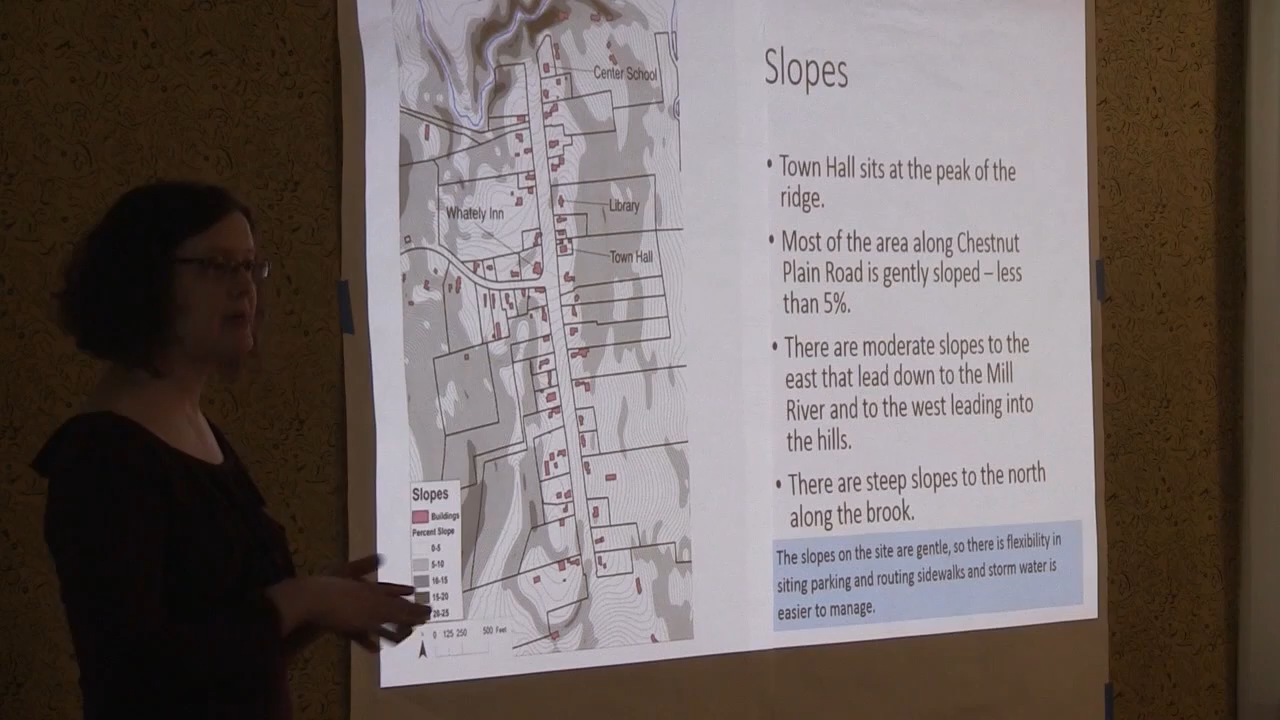 Center School
Whately Inn
Library
Town Hall
Slopes
Buildings
Percent Slope
0-5
5-10
10-15
15-20
20-25
0 125 250 500 Feet
Slopes
• Town Hall sits at the peak of the
ridge.
• Most of the area along Chestnut
Plain Road is gently sloped – less
than 5%.
• There are moderate slopes to the
east that lead down to the Mill
River and to the west leading into
the hills.
• There are steep slopes to the north
along the brook.
The slopes on the site are gentle, so there is flexibility in
siting parking and routing sidewalks and storm water is
easier to manage.